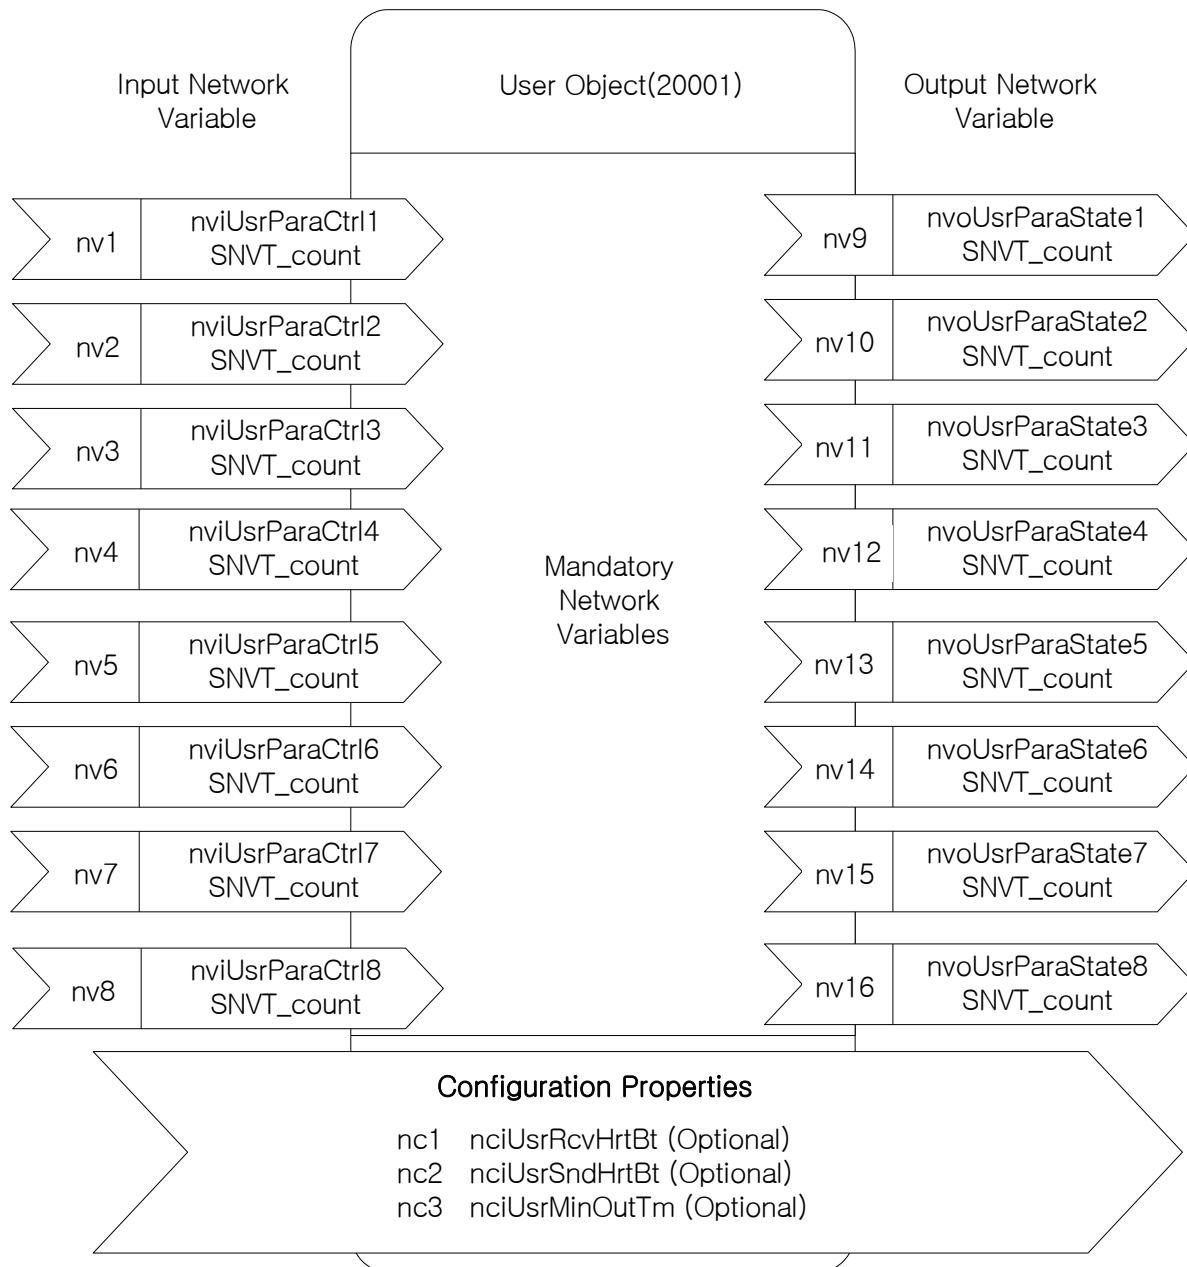 Input Network
Variable
User Object(20001)
Output Network
Variable
nv1
nviUsrParaCtrl1
SNVT_count
nv2
nviUsrParaCtrl2
SNVT_count
nv3
nviUsrParaCtrl3
SNVT_count
nv4
nviUsrParaCtrl4
SNVT_count
nv5
nviUsrParaCtrl5
SNVT_count
nv6
nviUsrParaCtrl6
SNVT_count
nv7
nviUsrParaCtrl7
SNVT_count
nv8
nviUsrParaCtrl8
SNVT_count
Mandatory
Network
Variables
nv9
nvoUsrParaState1
SNVT_count
nv10
nvoUsrParaState2
SNVT_count
nv11
nvoUsrParaState3
SNVT_count
nv12
nvoUsrParaState4
SNVT_count
nv13
nvoUsrParaState5
SNVT_count
nv14
nvoUsrParaState6
SNVT_count
nv15
nvoUsrParaState7
SNVT_count
nv16
nvoUsrParaState8
SNVT_count
Configuration Properties
nc1 nciUsrRcvHrtBt (Optional)
nc2 nciUsrSndHrtBt (Optional)
nc3 nciUsrMinOutTm (Optional)